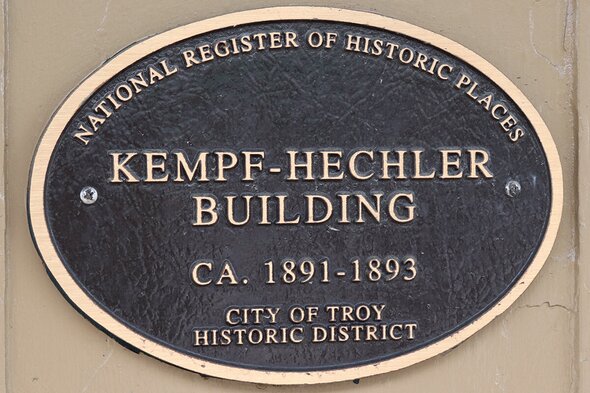 NATIONAL REGISTER OF HISTORIC PLACES
KEMPF-HECHLER
BUILDING
CA. 1891-1893
CITY OF TROY
HISTORIC DISTRICT